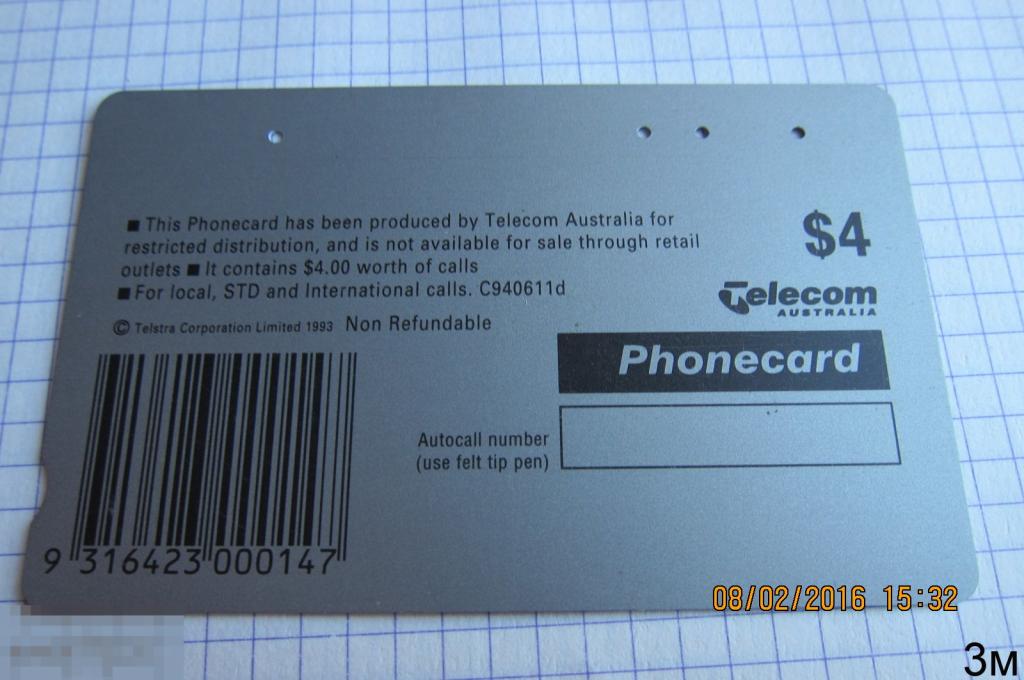 ■ This Phonecard has been produced by Telecom Australia for
restricted distribution, and is not available for sale through retail
outlets ■ It contains $4.00 worth of calls
■ For local, STD and International calls. C940611d
© Telstra Corporation Limited 1993 Non Refundable
$4
Telecom
AUSTRALIA
Phonecard
Autocall number
(use felt tip pen)
9 316423 000147
08/02/2016 15:32
3м